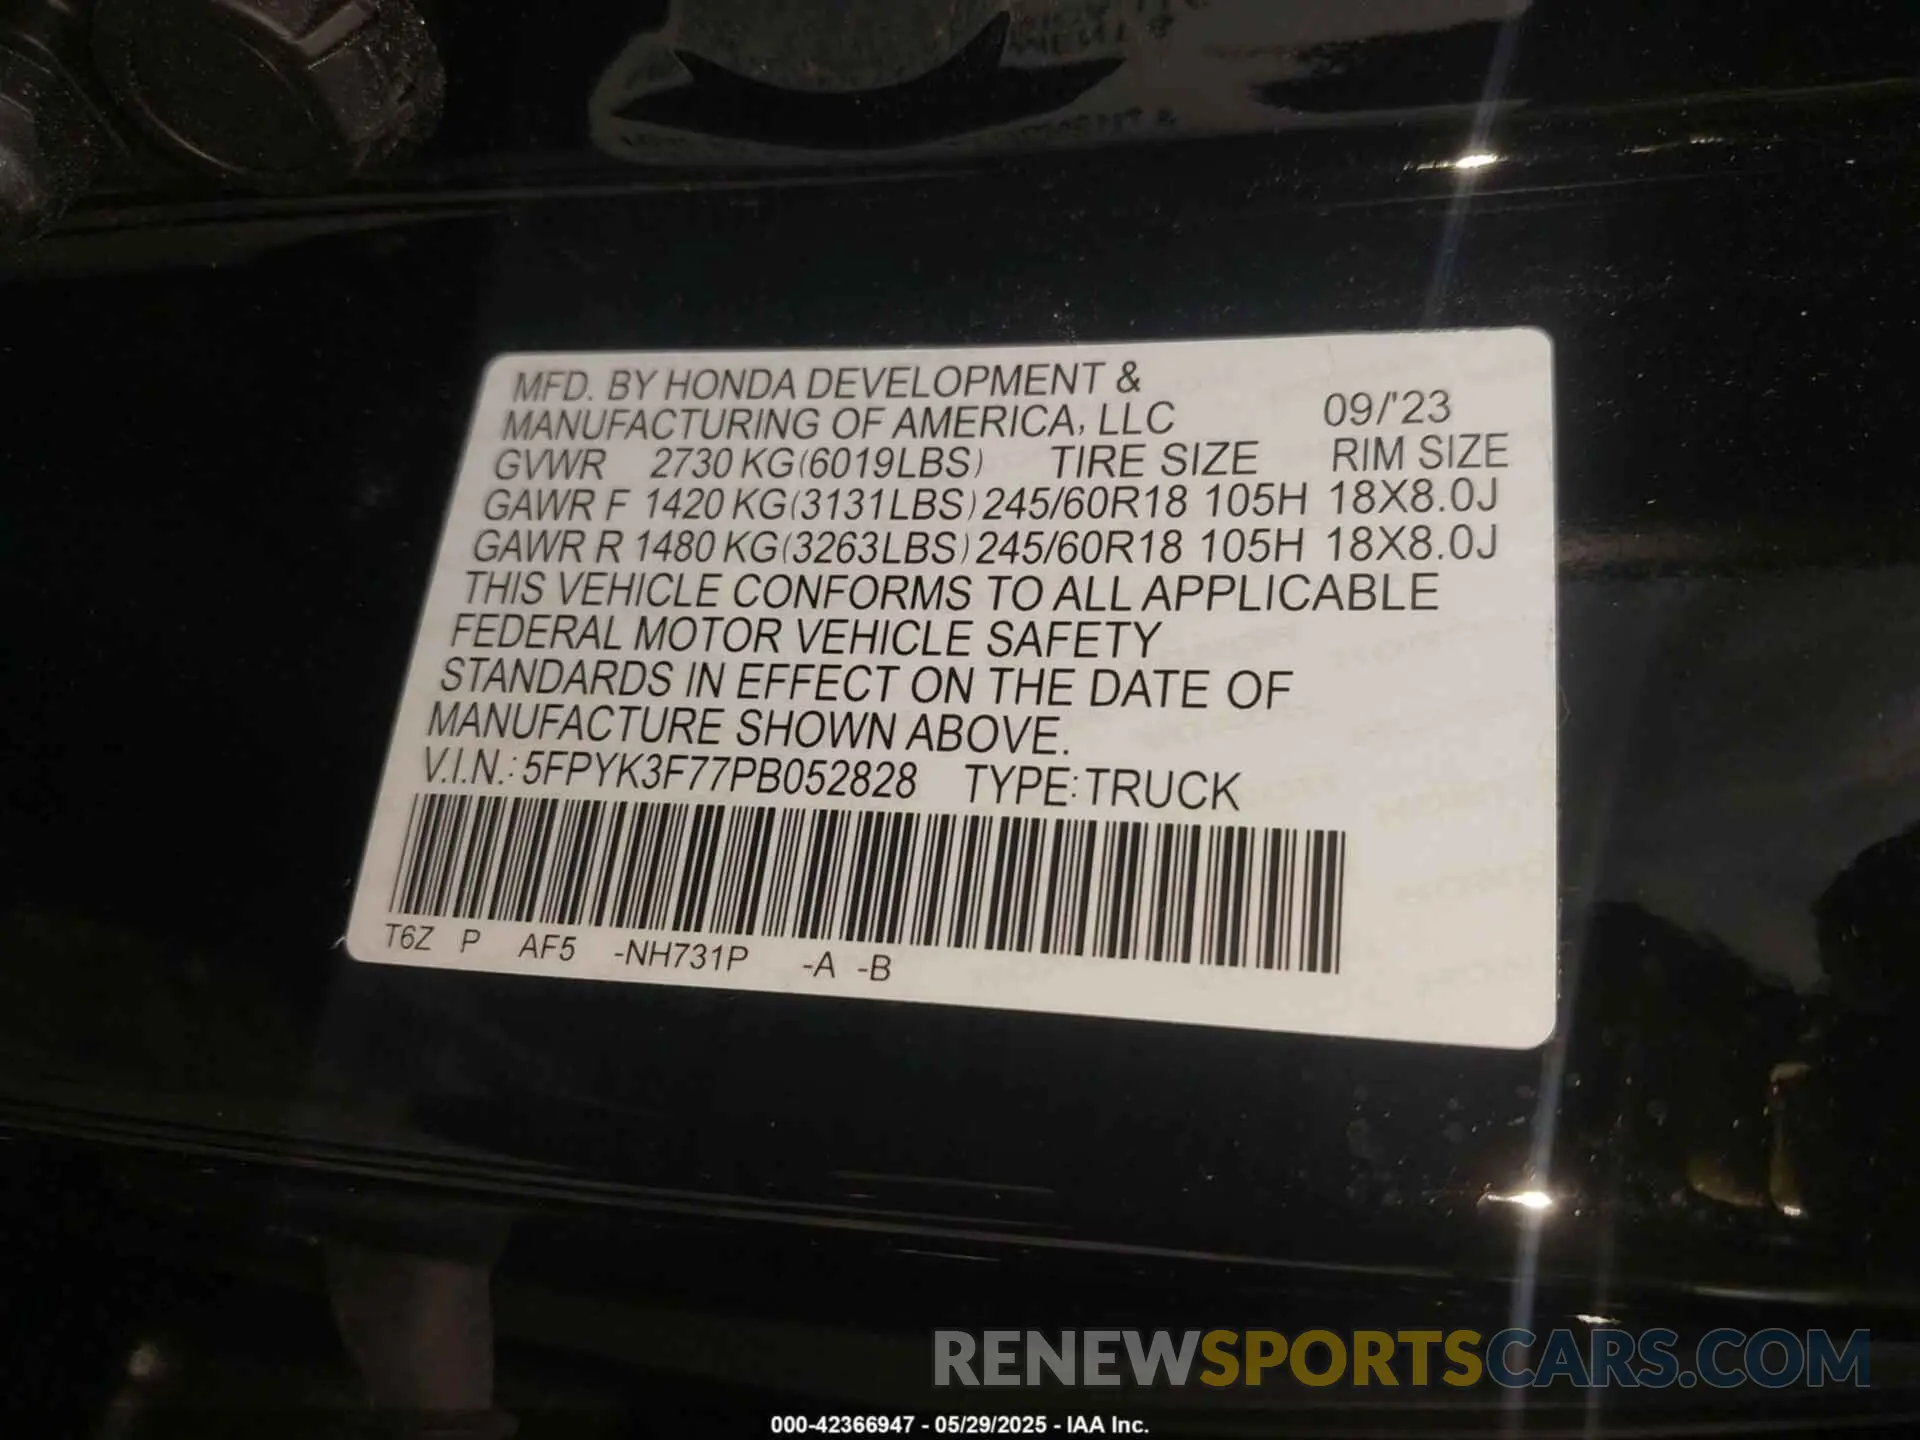 MFD. BY HONDA DEVELOPMENT &
MANUFACTURING OF AMERICA, LLC 09/'23
GVWR 2730 KG(6019LBS) TIRE SIZE RIM SIZE
GAWR F 1420 KG(3131LBS) 245/60R18 105H 18X8.0J
GAWR R 1480 KG(3263LBS) 245/60R18 105H 18X8.0J
THIS VEHICLE CONFORMS TO ALL APPLICABLE
FEDERAL MOTOR VEHICLE SAFETY
STANDARDS IN EFFECT ON THE DATE OF
MANUFACTURE SHOWN ABOVE.
V.I.N.: 5FPYK3F77PB052828 TYPE: TRUCK
T6Z P AF5 -NH731P -A -B
RENEWSPORTSCARS.COM
000-42366947 - 05/29/2025 - IAA Inc.